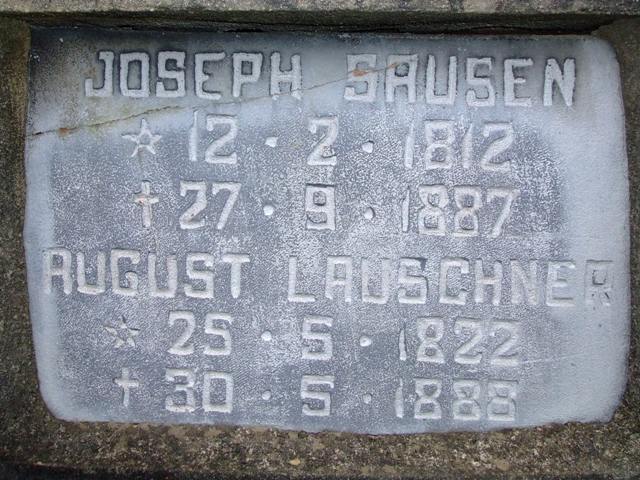 JOSEPH SAUSEN
☆ 12 · 2 · 1812
✝ 27 · 9 · 1887
AUGUST LAUSCHNER
☆ 25 · 5 · 1822
✝ 30 · 5 · 1888